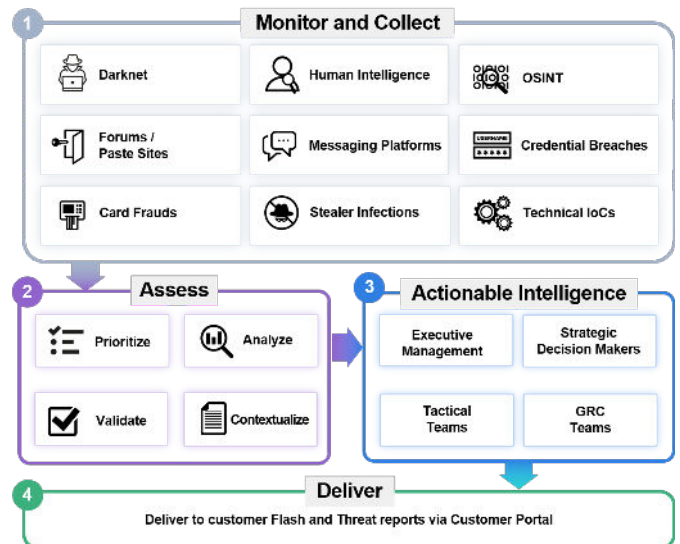 1
Monitor and Collect
Darknet
Human Intelligence
OSINT
Forums /
Paste Sites
Messaging Platforms
USERNAME
Credential Breaches
Card Frauds
Stealer Infections
Technical IoCs
2
Assess
Prioritize
Analyze
Validate
Contextualize
3
Actionable Intelligence
Executive
Management
Strategic
Decision Makers
Tactical
Teams
GRC
Teams
4
Deliver
Deliver to customer Flash and Threat reports via Customer Portal